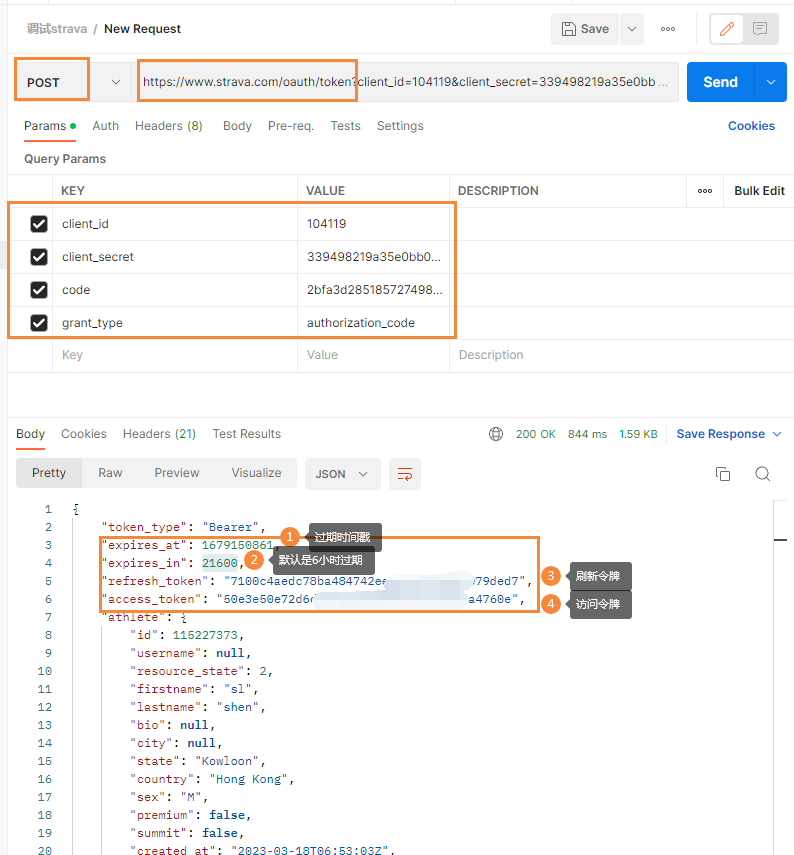 调试strava / New Request
Save
POST
https://www.strava.com/oauth/token?client_id=104119&client_secret=339498219a35e0bb ...
Send
Params Auth Headers (8) Body Pre-req. Tests Settings Cookies
Query Params
KEY VALUE DESCRIPTION ooo Bulk Edit
client_id 104119
client_secret 339498219a35e0bb0...
code 2bfa3d285185727498...
grant_type authorization_code
Key Value Description
Body Cookies Headers (21) Test Results 200 OK 844 ms 1.59 KB Save Response
Pretty Raw Preview Visualize JSON
1 {
2 "token_type": "Bearer",
3 "expires_at": 1679150861, 1 过期时间戳
4 "expires_in": 21600, 2 默认是6小时过期
5 "refresh_token": "7100c4aedc78ba484742ee 079ded7", 3 刷新令牌
6 "access_token": "50e3e50e72d6 a4760e", 4 访问令牌
7 "athlete": {
8 "id": 115227373,
9 "username": null,
10 "resource_state": 2,
11 "firstname": "sl",
12 "lastname": "shen",
13 "bio": null,
14 "city": null,
15 "state": "Kowloon",
16 "country": "Hong Kong",
17 "sex": "M",
18 "premium": false,
19 "summit": false,
20 "created_at": "2023-03-18T06:53:03Z",